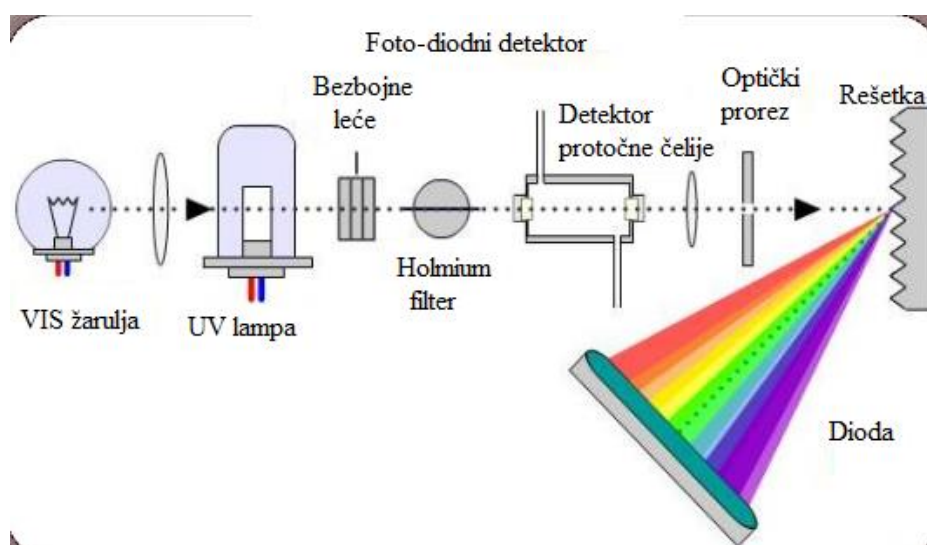 Foto-diodni detektor
Bezbojne
leće
Optički
prorez
Rešetka
Detektor
protočne čelije
Holmium
filter
VIS žarulja
UV lampa
Dioda